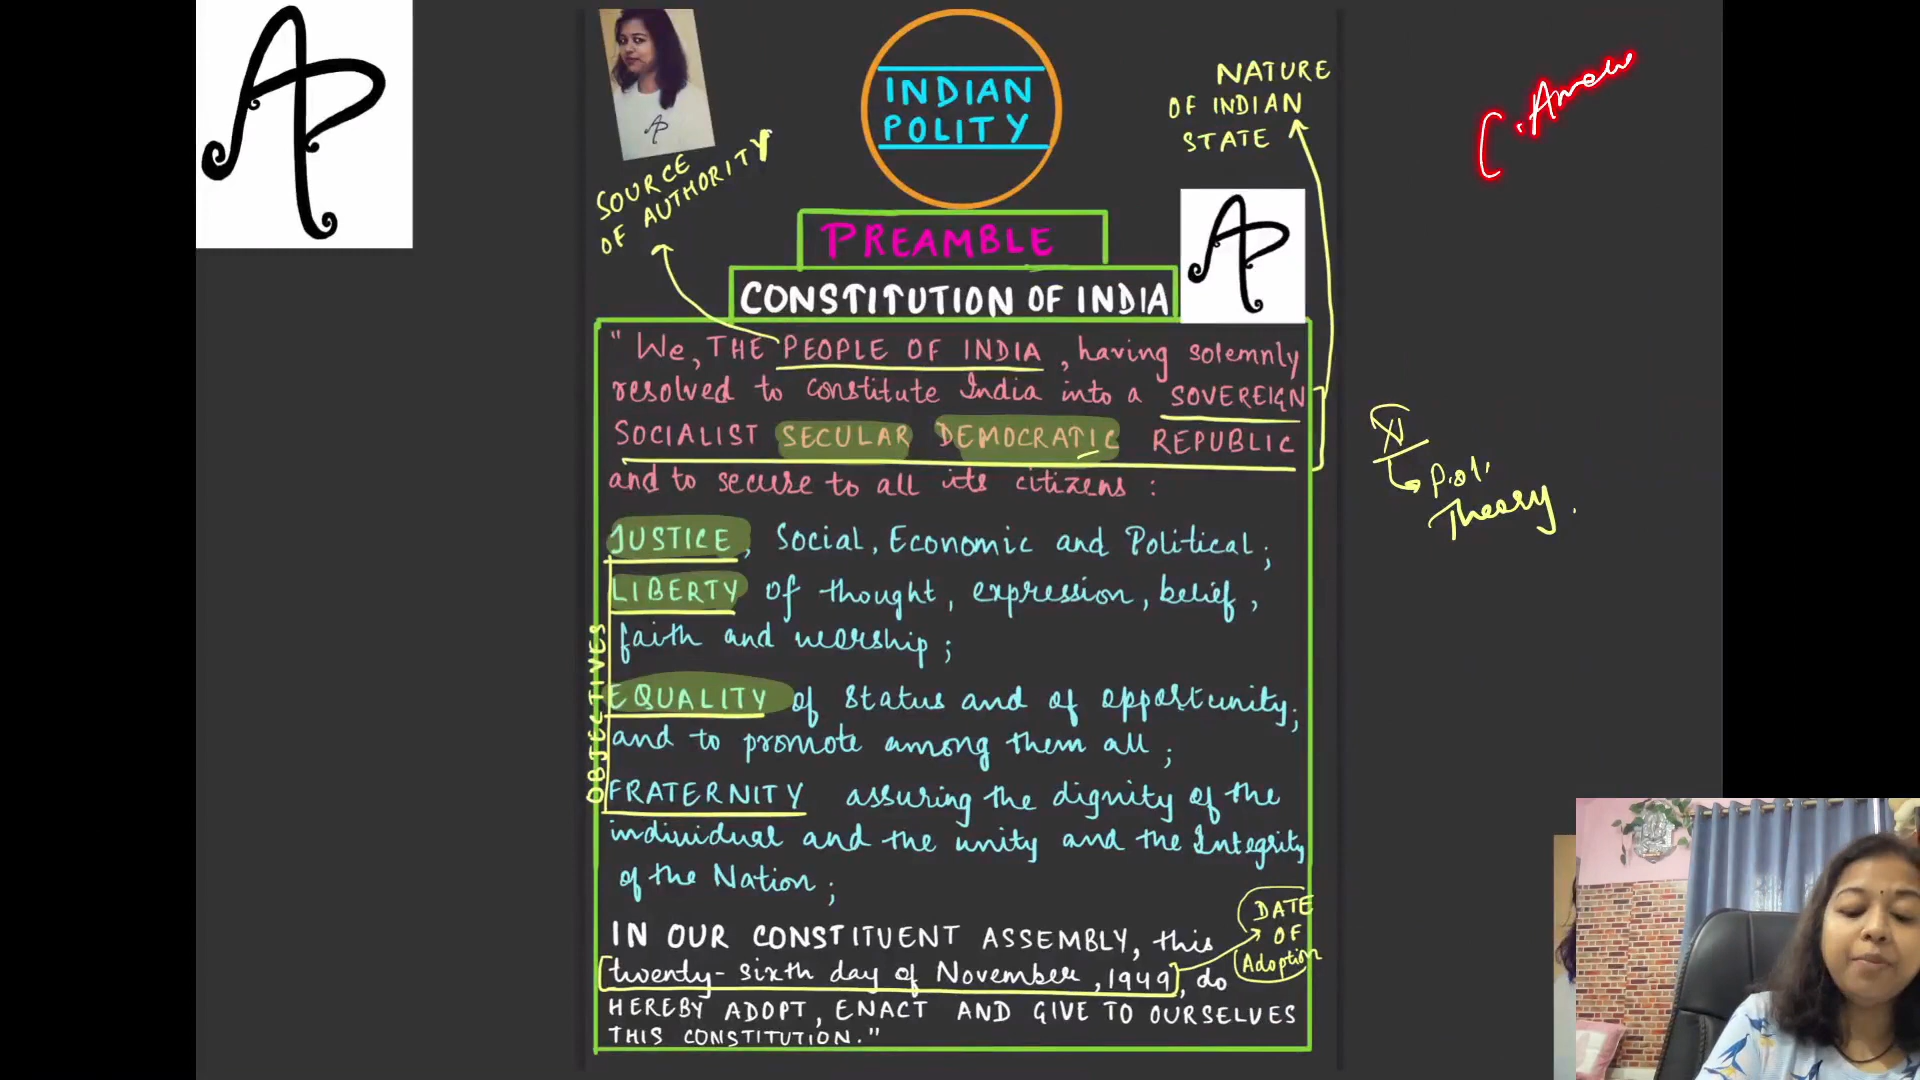 AP
INDIAN
POLITY
NATURE
OF INDIAN
STATE
AP
SOURCE
OF AUTHORITY
PREAMBLE
AP
CONSTITUTION OF INDIA
"We, THE PEOPLE OF INDIA, having solemnly
resolved to constitute India into a SOVEREIGN
SOCIALIST SECULAR DEMOCRATIC REPUBLIC
and to secure to all its citizens :
XI
Pol.
Theory.
JUSTICE, Social, Economic and Political;
LIBERTY of thought, expression, belief,
faith and worship;
OBJECTIVES
EQUALITY of status and of opportunity;
and to promote among them all;
FRATERNITY assuring the dignity of the
individual and the unity and the Integrity
of the Nation;
DATE
OF
Adoption
IN OUR CONSTITUENT ASSEMBLY, this
[twenty-sixth day of November, 1949], do
HEREBY ADOPT, ENACT AND GIVE TO OURSELVES
THIS CONSTITUTION."